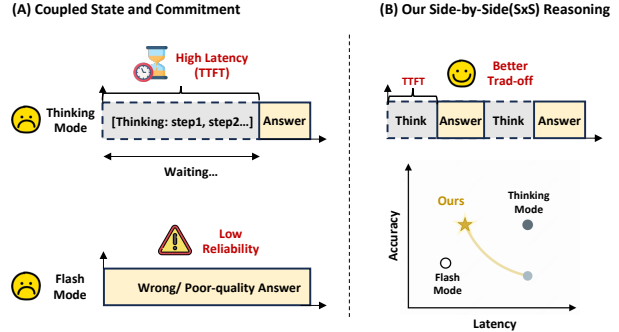 (A) Coupled State and Commitment
High Latency
(TTFT)
Thinking
Mode
[Thinking: step1, step2...]
Answer
Waiting...
Low
Reliability
Flash
Mode
Wrong/ Poor-quality Answer
(B) Our Side-by-Side(SxS) Reasoning
TTFT
Better
Trad-off
Think
Answer
Think
Answer
Accuracy
Ours
Thinking
Mode
Flash
Mode
Latency